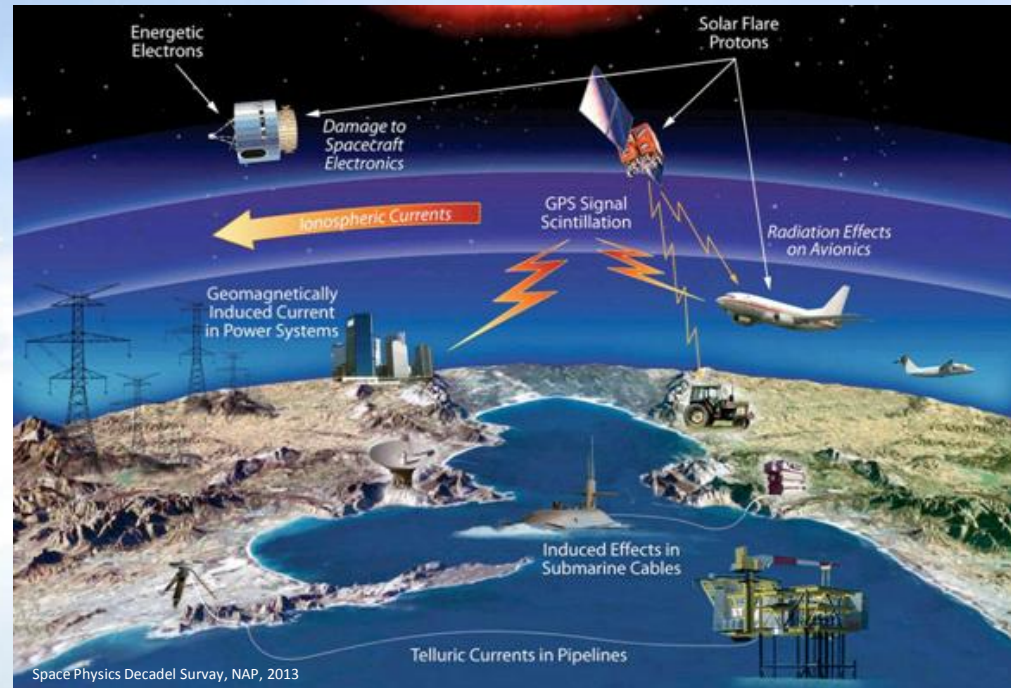 Energetic
Electrons
Solar Flare
Protons
Damage to
Spacecraft
Electronics
Ionospheric Currents
GPS Signal
Scintillation
Radiation Effects
on Avionics
Geomagnetically
Induced Current
in Power Systems
Induced Effects in
Submarine Cables
Telluric Currents in Pipelines
Space Physics Decadel Survay, NAP, 2013